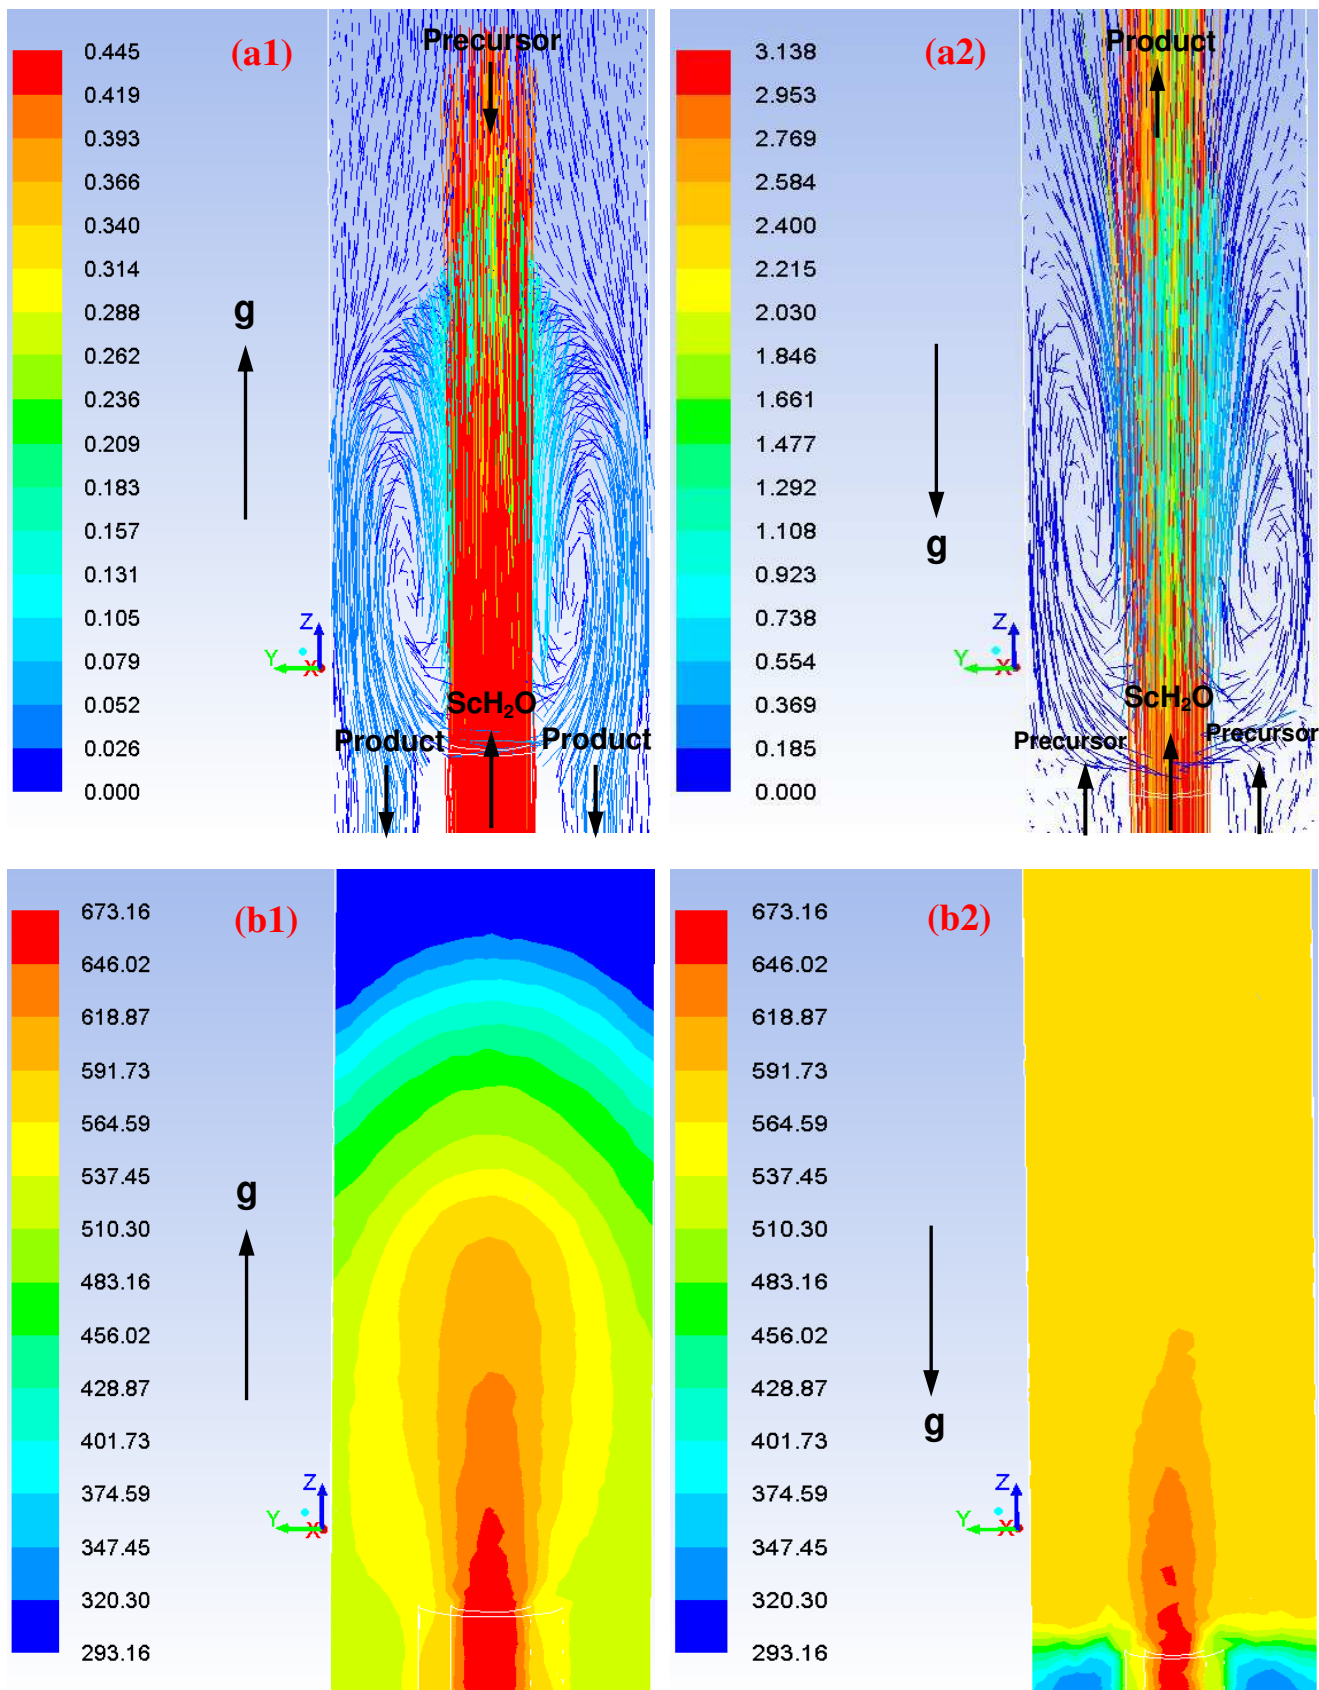 (a1)
Precursor
0.445
0.419
0.393
0.366
0.340
0.314
0.288
0.262
0.236
0.209
0.183
0.157
0.131
0.105
0.079
0.052
0.026
0.000
g
Z
Y
X
ScH₂O
Product
Product
(a2)
Product
3.138
2.953
2.769
2.584
2.400
2.215
2.030
1.846
1.661
1.477
1.292
1.108
0.923
0.738
0.554
0.369
0.185
0.000
g
Z
Y
X
ScH₂O
Precursor
Precursor
(b1)
673.16
646.02
618.87
591.73
564.59
537.45
510.30
483.16
456.02
428.87
401.73
374.59
347.45
320.30
293.16
g
Z
Y
X
(b2)
673.16
646.02
618.87
591.73
564.59
537.45
510.30
483.16
456.02
428.87
401.73
374.59
347.45
320.30
293.16
g
Z
Y
X